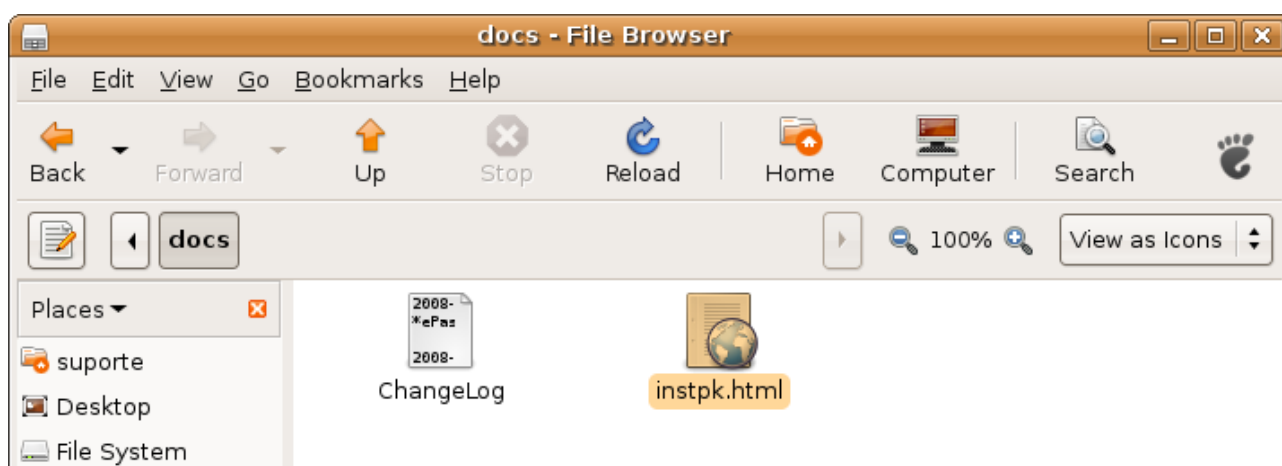 docs - File Browser
File Edit View Go Bookmarks Help
Back Forward Up Stop Reload Home Computer Search
docs 100% View as Icons
Places
suporte
Desktop
File System
2008-
*ePas
2008-
ChangeLog
instpk.html